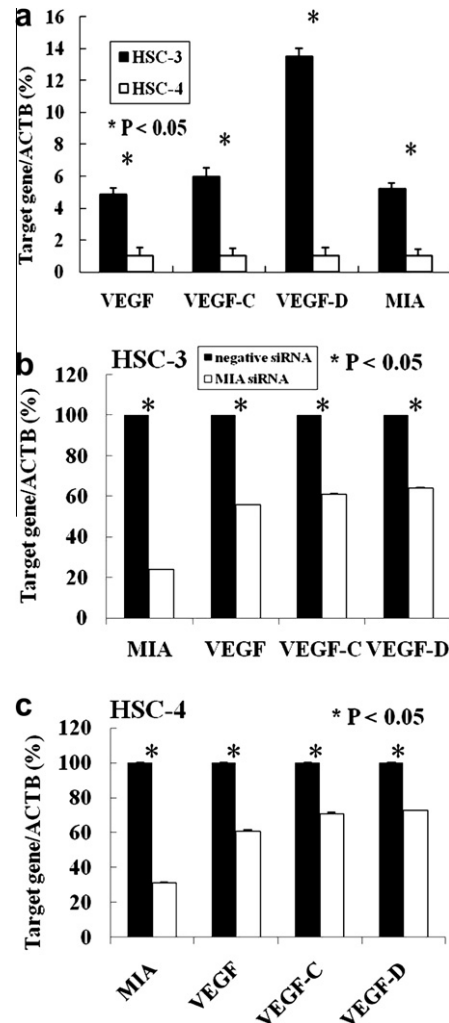 a
16
14
12
10
8
6
4
2
0
Target gene/ACTB (%)
HSC-3
HSC-4
* P < 0.05
*
*
*
*
VEGF VEGF-C VEGF-D MIA
b
HSC-3
negative siRNA
MIA siRNA
* P < 0.05
120
100
80
60
40
20
0
Target gene/ACTB (%)
* * * *
MIA VEGF VEGF-C VEGF-D
c
HSC-4
* P < 0.05
120
100
80
60
40
20
0
Target gene/ACTB (%)
* * * *
MIA VEGF VEGF-C VEGF-D